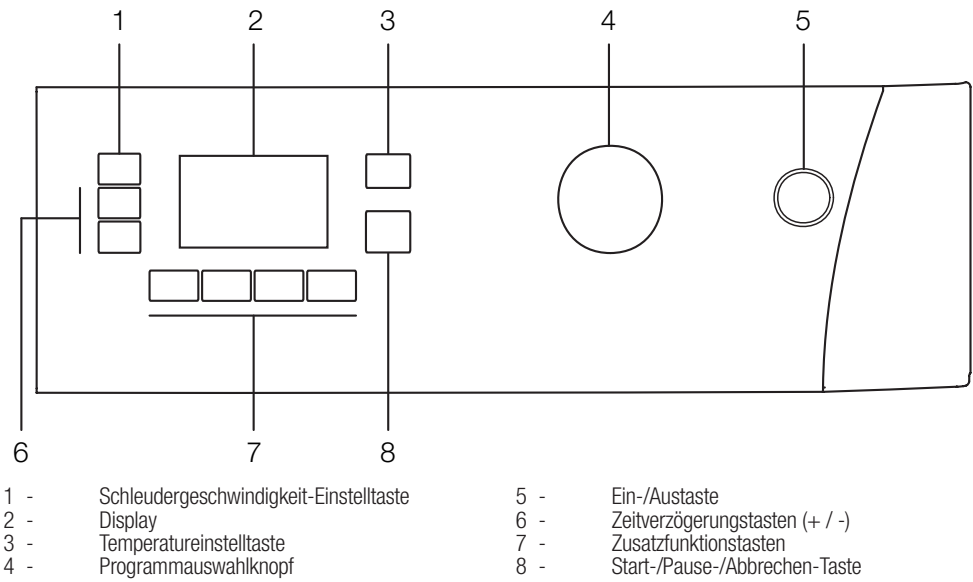 1 2 3 4 5
6 7 8
1 - Schleudergeschwindigkeit-Einstelltaste
2 - Display
3 - Temperatureinstelltaste
4 - Programmauswahlknopf
5 - Ein-/Austaste
6 - Zeitverzögerungstasten (+ / -)
7 - Zusatzfunktionstasten
8 - Start-/Pause-/Abbrechen-Taste